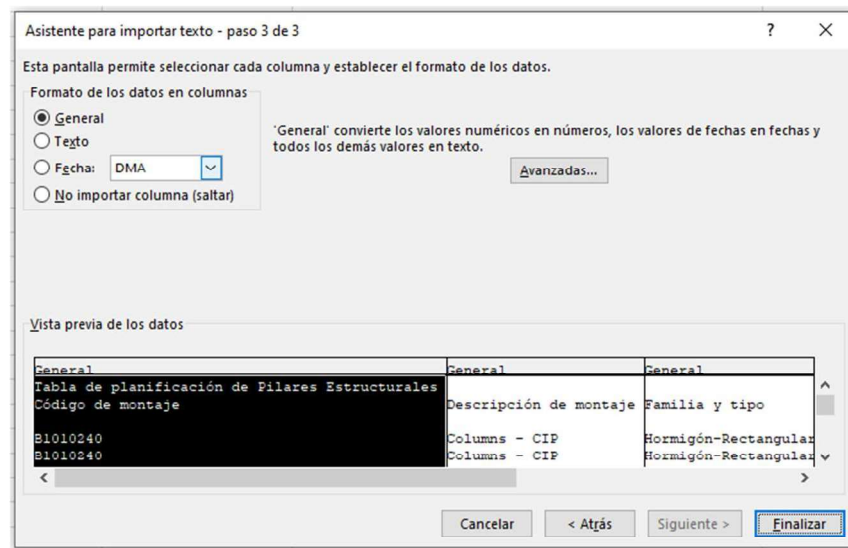 Asistente para importar texto - paso 3 de 3
Esta pantalla permite seleccionar cada columna y establecer el formato de los datos.
Formato de los datos en columnas
General
Texto
Fecha: DMA
No importar columna (saltar)
'General' convierte los valores numéricos en números, los valores de fechas en fechas y
todos los demás valores en texto.
Avanzadas...
Vista previa de los datos
General General General
Tabla de planificación de Pilares Estructurales
Código de montaje Descripción de montaje Familia y tipo
B1010240 Columns - CIP Hormigón-Rectangular
B1010240 Columns - CIP Hormigón-Rectangular
Cancelar < Atrás Siguiente > Finalizar